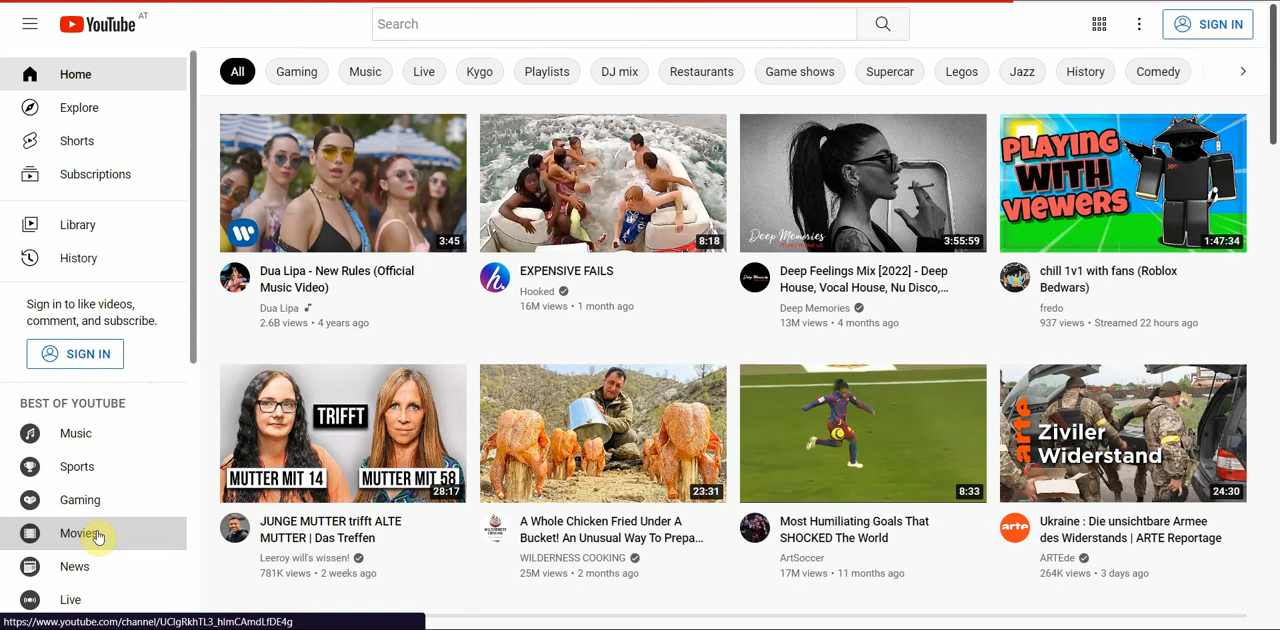 YouTube AT
Search
SIGN IN
Home
Explore
Shorts
Subscriptions
Library
History
Sign in to like videos,
comment, and subscribe.
SIGN IN
BEST OF YOUTUBE
Music
Sports
Gaming
Movies
News
Live
All Gaming Music Live Kygo Playlists DJ mix Restaurants Game shows Supercar Legos Jazz History Comedy
3:45
Dua Lipa - New Rules (Official
Music Video)
Dua Lipa
2.6B views • 4 years ago
8:18
EXPENSIVE FAILS
Hooked
16M views • 1 month ago
Deep Memories
3:55:59
Deep Feelings Mix [2022] - Deep
House, Vocal House, Nu Disco,...
Deep Memories
13M views • 4 months ago
PLAYING
WITH
VIEWERS
1:47:34
chill 1v1 with fans (Roblox
Bedwars)
fredo
937 views • Streamed 22 hours ago
TRIFFT
MUTTER MIT 14
MUTTER MIT 58
28:17
JUNGE MUTTER trifft ALTE
MUTTER | Das Treffen
Leeroy will's wissen!
781K views • 2 weeks ago
23:31
WILDERNESS
COOKING
A Whole Chicken Fried Under A
Bucket! An Unusual Way To Prepa...
WILDERNESS COOKING
25M views • 2 months ago
8:33
Most Humiliating Goals That
SHOCKED The World
ArtSoccer
17M views • 11 months ago
arte
Ziviler
Widerstand
24:30
arte
Ukraine : Die unsichtbare Armee
des Widerstands | ARTE Reportage
ARTEde
264K views • 3 days ago
https://www.youtube.com/channel/UClgRkhTL3_hImCAmdLfDE4g